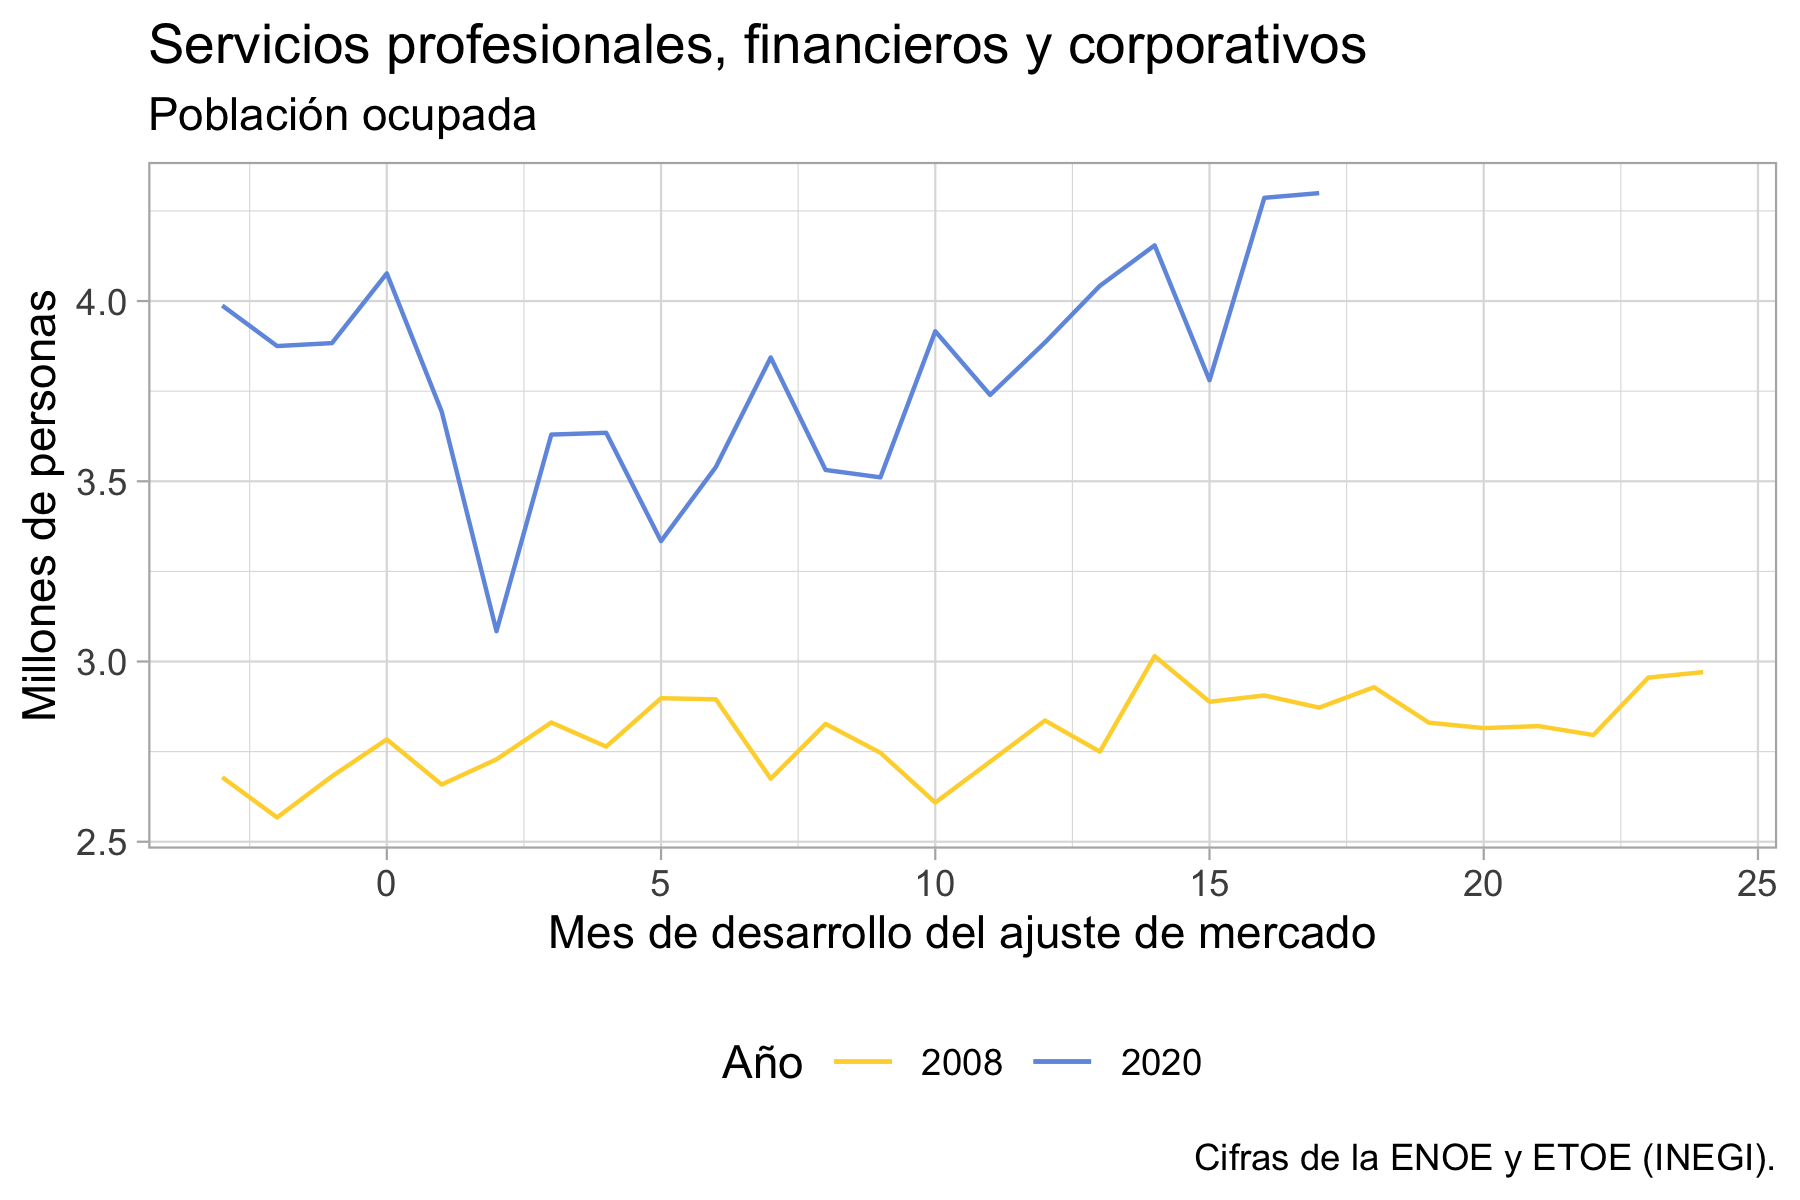 Servicios profesionales, financieros y corporativos
Población ocupada
Millones de personas
4.0
3.5
3.0
2.5
0 5 10 15 20 25
Mes de desarrollo del ajuste de mercado
Año 2008 2020
Cifras de la ENOE y ETOE (INEGI).